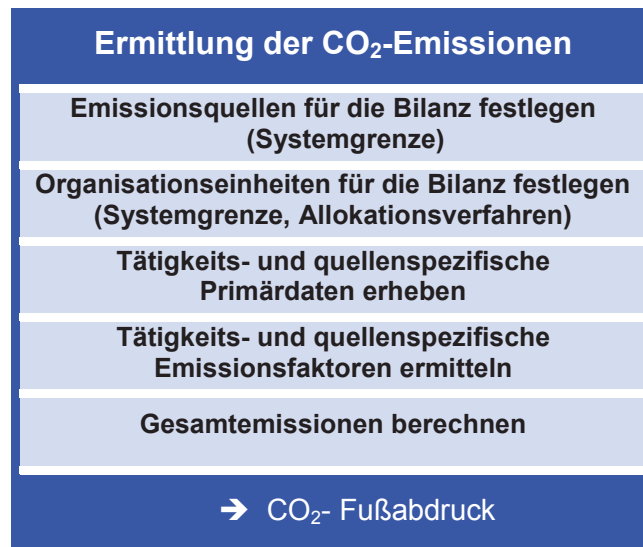 Ermittlung der CO₂-Emissionen
Emissionsquellen für die Bilanz festlegen
(Systemgrenze)
Organisationseinheiten für die Bilanz festlegen
(Systemgrenze, Allokationsverfahren)
Tätigkeits- und quellenspezifische
Primärdaten erheben
Tätigkeits- und quellenspezifische
Emissionsfaktoren ermitteln
Gesamtemissionen berechnen
➔ CO₂- Fußabdruck